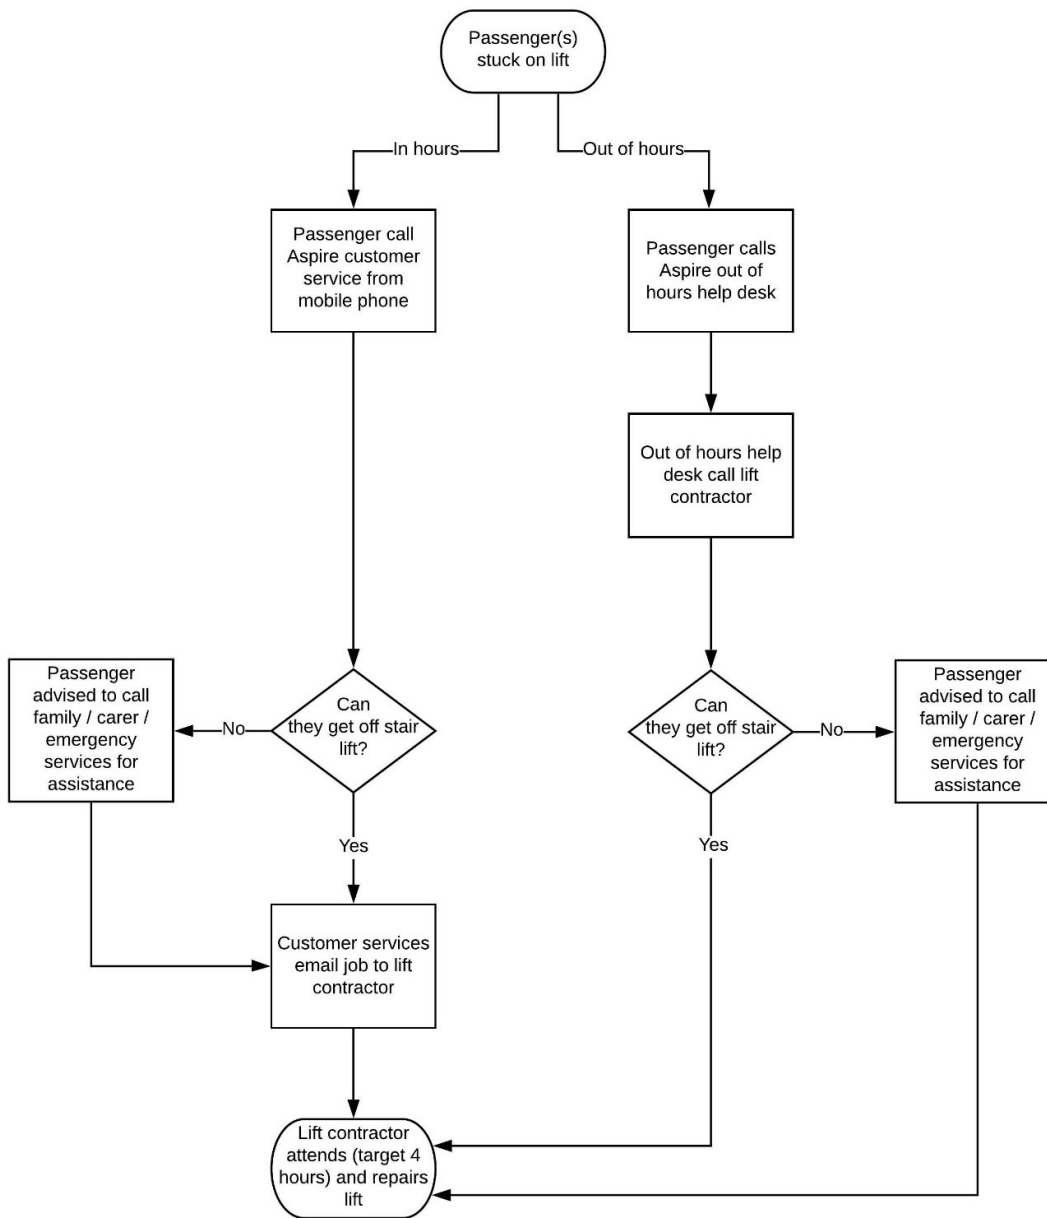 Passenger(s)
stuck on lift
In hours
Out of hours
Passenger call
Aspire customer
service from
mobile phone
Passenger calls
Aspire out of
hours help desk
Out of hours help
desk call lift
contractor
Passenger
advised to call
family / carer /
emergency
services for
assistance
No
Can
they get off stair
lift?
Can
they get off stair
lift?
No
Passenger
advised to call
family / carer /
emergency
services for
assistance
Yes
Yes
Customer services
email job to lift
contractor
Lift contractor
attends (target 4
hours) and repairs
lift